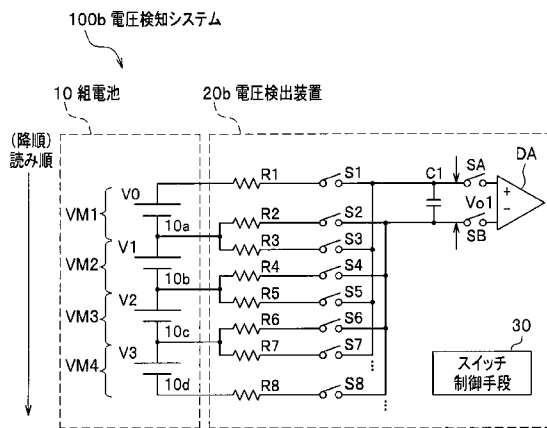 100b 電圧検知システム
10 組電池
20b 電圧検出装置
(降順)
読み順
V0
VM1
10a
V1
VM2
10b
V2
VM3
10c
V3
VM4
10d
R1
S1
R2
S2
R3
S3
R4
S4
R5
S5
R6
S6
R7
S7
R8
S8
C1
SA
DA
+
Vo1
−
SB
30
スイッチ
制御手段